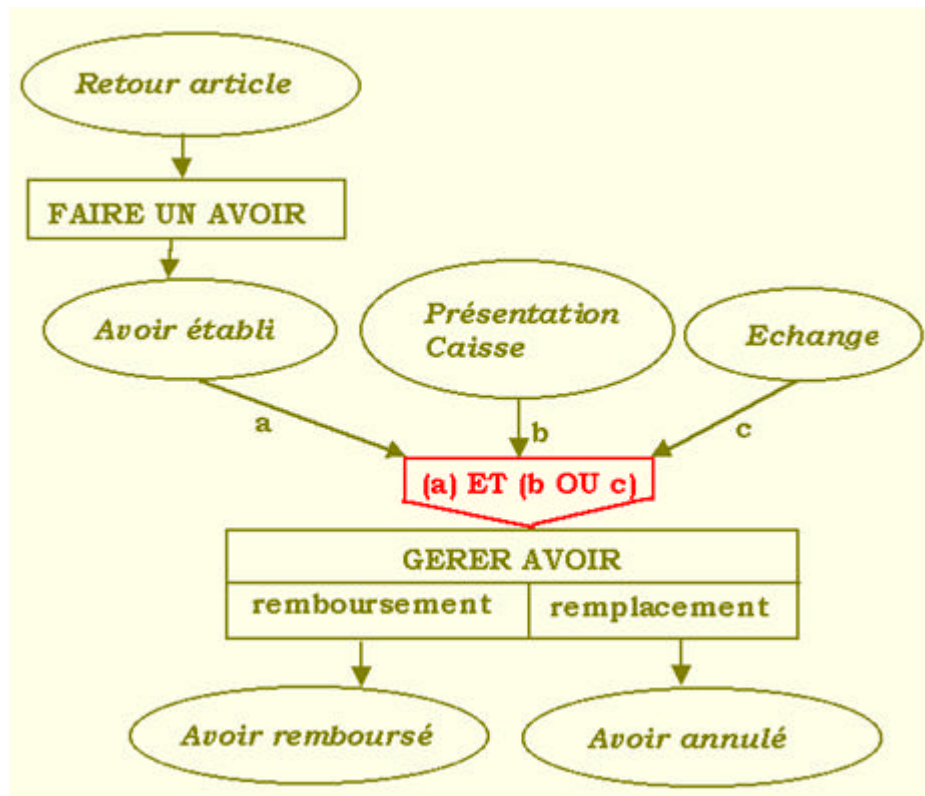 Retour article
FAIRE UN AVOIR
Avoir établi
Présentation
Caisse
Echange
a
b
c
(a) ET (b OU c)
GERER AVOIR
remboursement
remplacement
Avoir remboursé
Avoir annulé